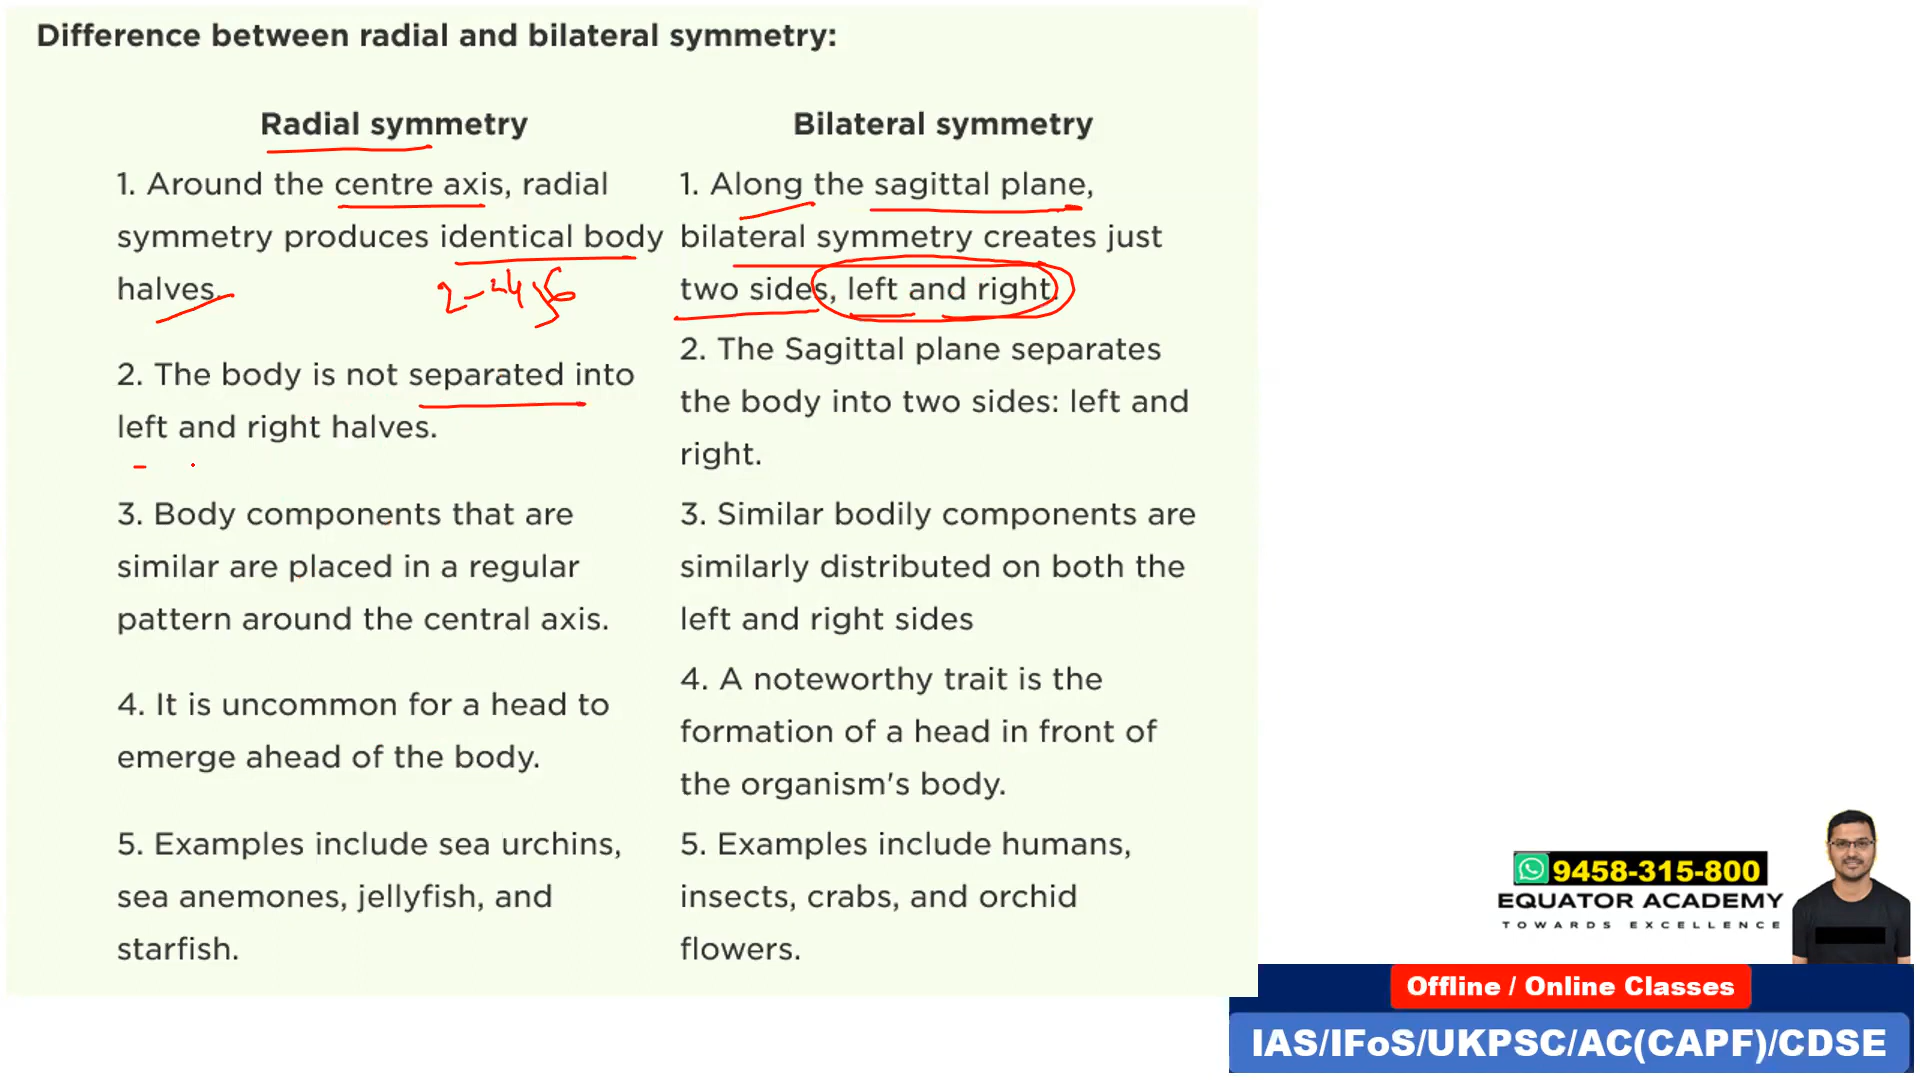 Difference between radial and bilateral symmetry:
Radial symmetry
1. Around the centre axis, radial
symmetry produces identical body
halves.
2. The body is not separated into
left and right halves.
3. Body components that are
similar are placed in a regular
pattern around the central axis.
4. It is uncommon for a head to
emerge ahead of the body.
5. Examples include sea urchins,
sea anemones, jellyfish, and
starfish.
Bilateral symmetry
1. Along the sagittal plane,
bilateral symmetry creates just
two sides, left and right.
2. The Sagittal plane separates
the body into two sides: left and
right.
3. Similar bodily components are
similarly distributed on both the
left and right sides
4. A noteworthy trait is the
formation of a head in front of
the organism's body.
5. Examples include humans,
insects, crabs, and orchid
flowers.
9458-315-800
EQUATOR ACADEMY
TOWARDS EXCELLENCE
Offline / Online Classes
IAS/IFoS/UKPSC/AC(CAPF)/CDSE